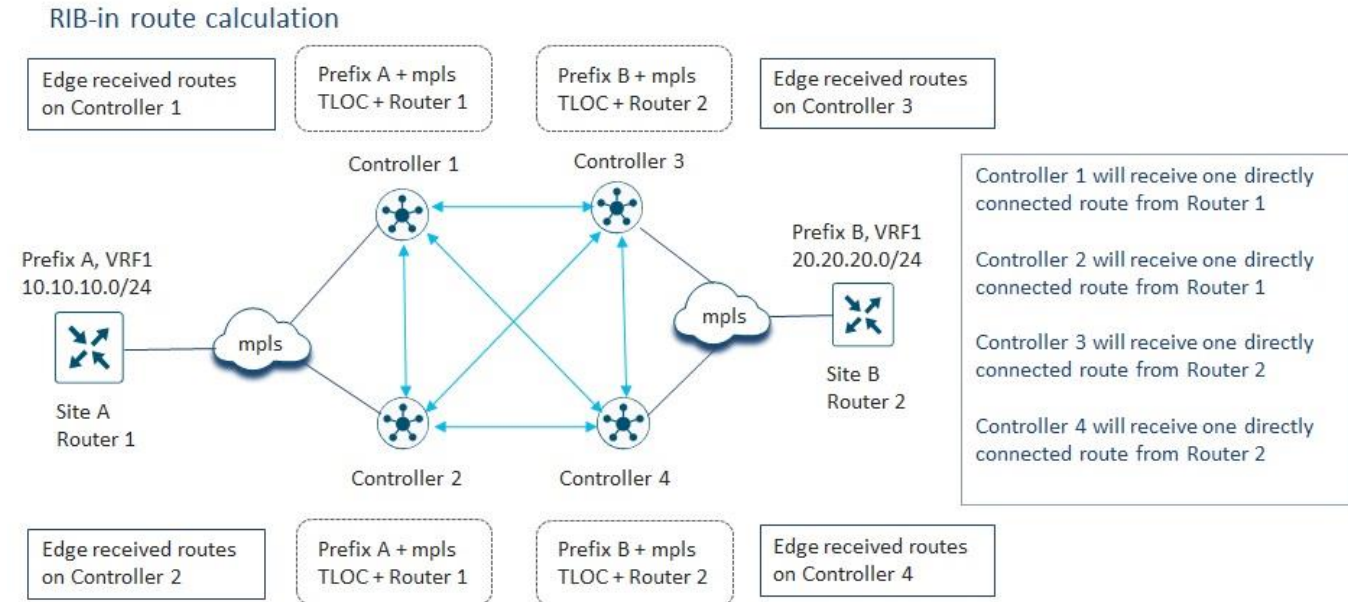 RIB-in route calculation
Edge received routes
on Controller 1
Prefix A + mpls
TLOC + Router 1
Prefix B + mpls
TLOC + Router 2
Edge received routes
on Controller 3
Controller 1
Controller 3
Prefix A, VRF1
10.10.10.0/24
mpls
Site A
Router 1
Prefix B, VRF1
20.20.20.0/24
mpls
Site B
Router 2
Controller 2
Controller 4
Controller 1 will receive one directly
connected route from Router 1
Controller 2 will receive one directly
connected route from Router 1
Controller 3 will receive one directly
connected route from Router 2
Controller 4 will receive one directly
connected route from Router 2
Edge received routes
on Controller 2
Prefix A + mpls
TLOC + Router 1
Prefix B + mpls
TLOC + Router 2
Edge received routes
on Controller 4